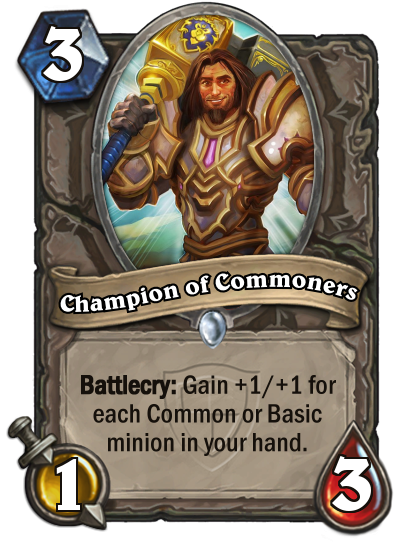 3
Champion of Commoners
Battlecry: Gain +1/+1 for
each Common or Basic
minion in your hand.
1
3